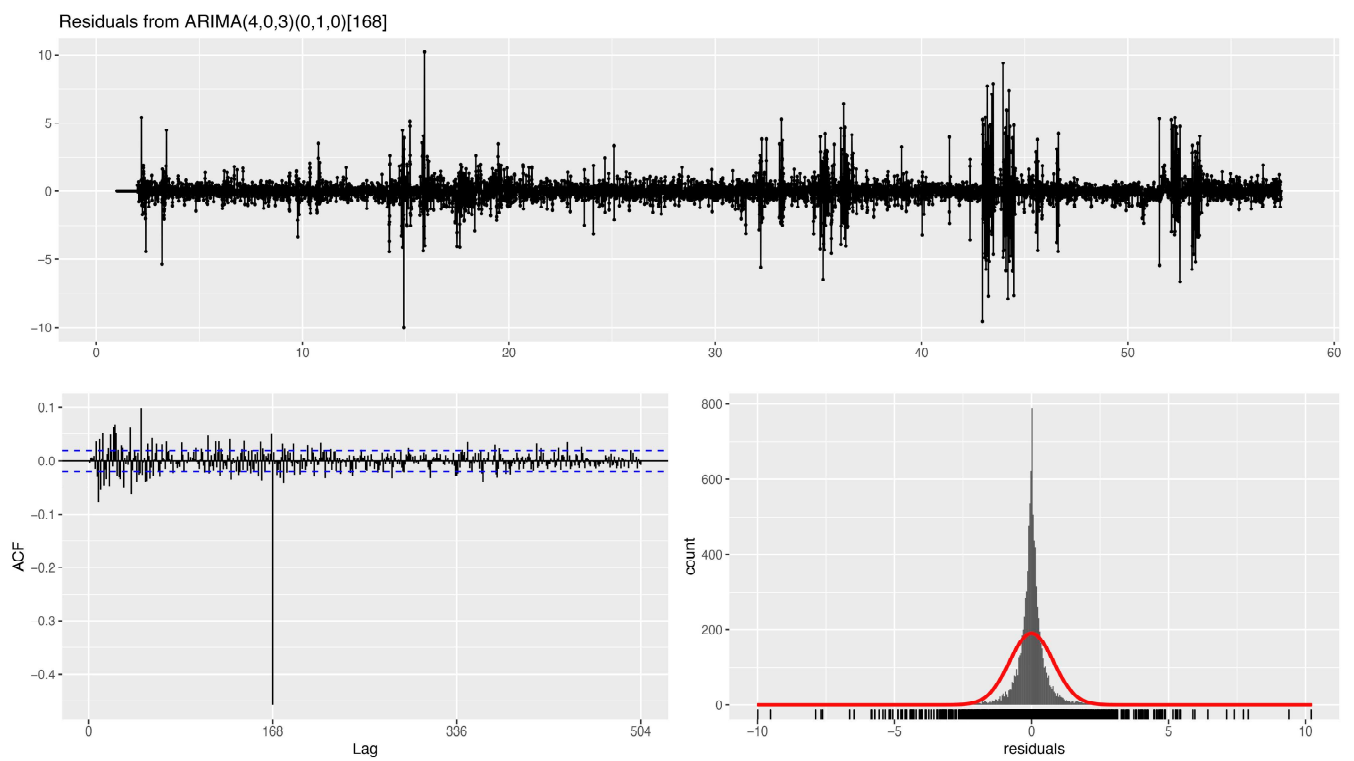 Residuals from ARIMA(4,0,3)(0,1,0)[168]
10
5
0
−5
−10
0 10 20 30 40 50 60
0.1
0.0
−0.1
−0.2
0.3
−0.4
ACF
0 168 336 504
Lag
800
600
400
200
0
count
−10 −5 0 5 10
residuals